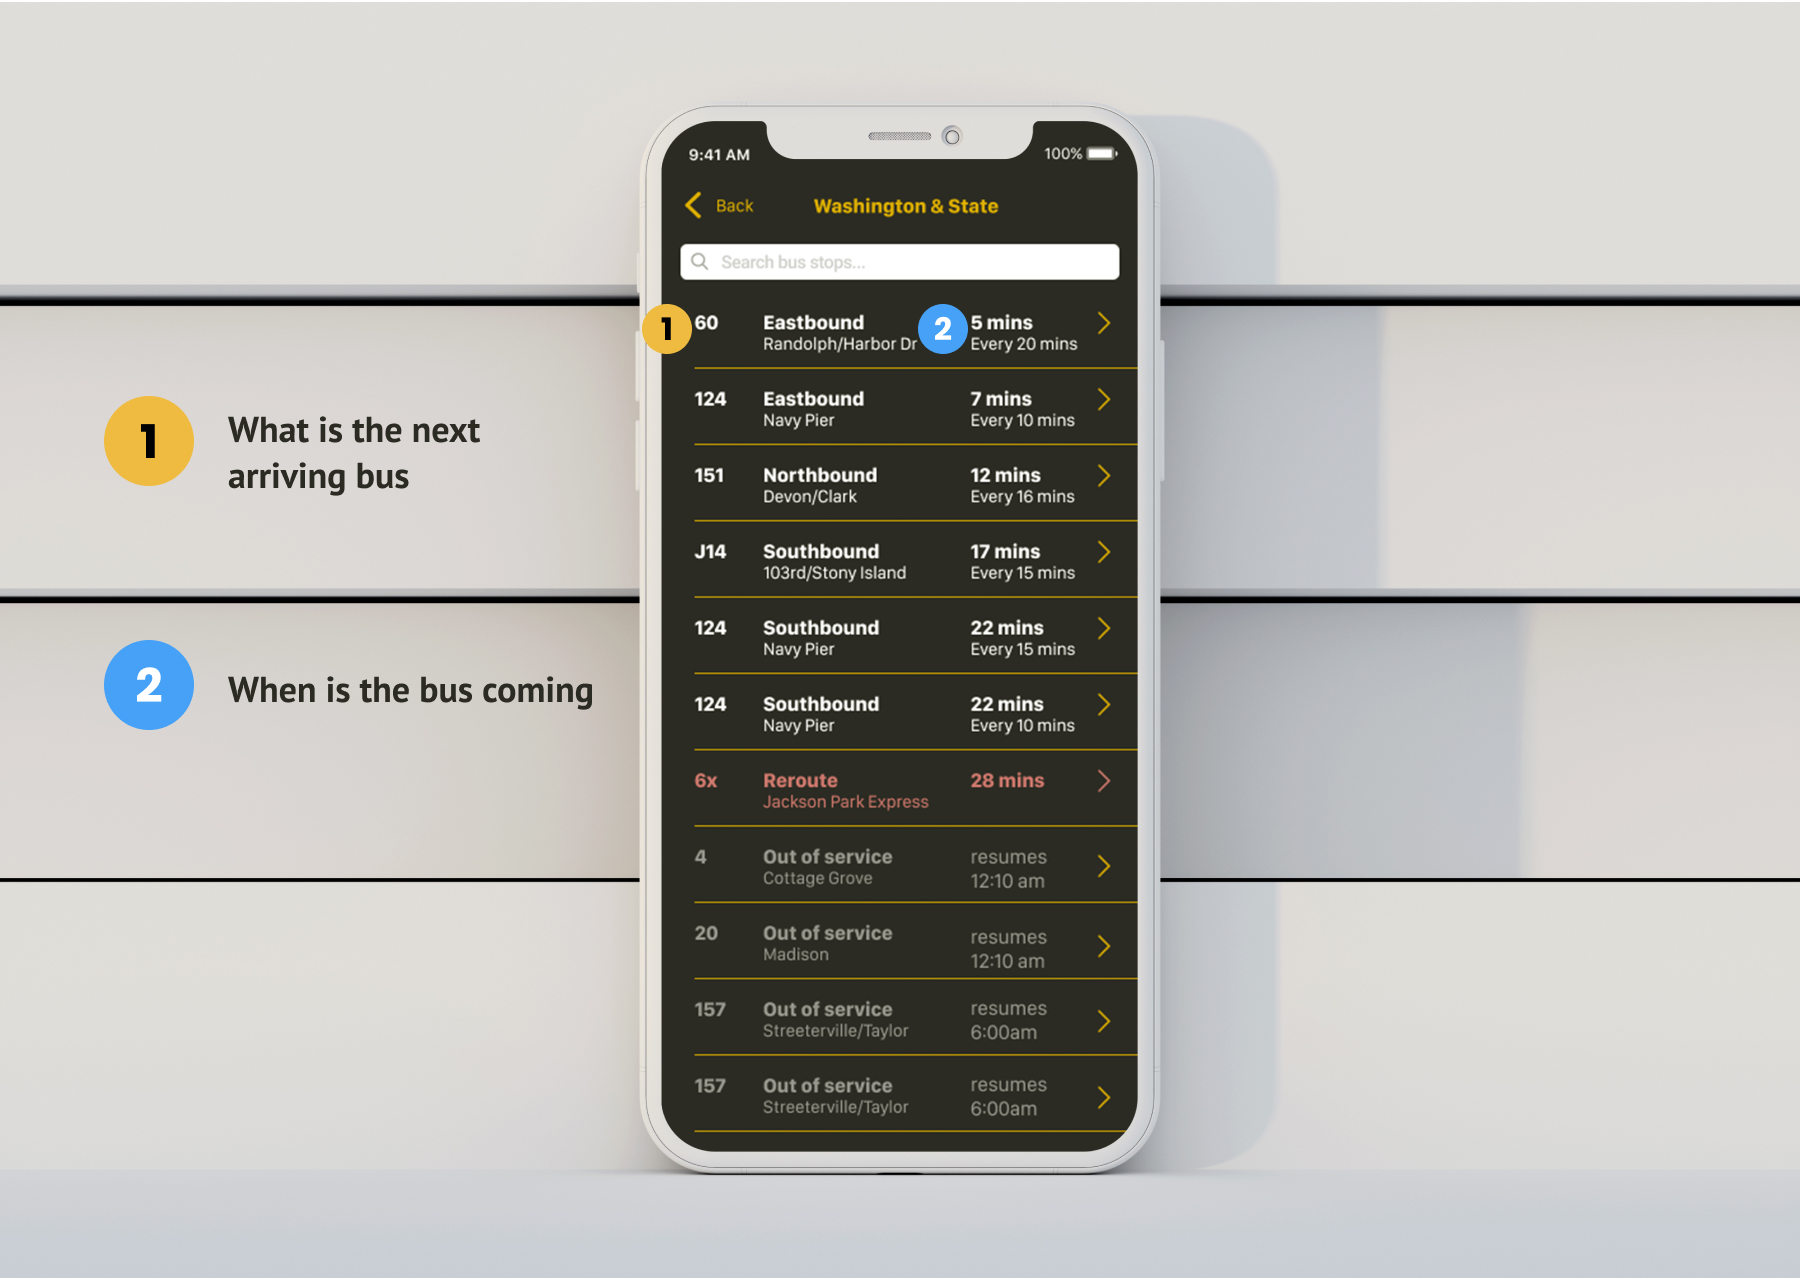 9:41 AM
100%
Back
Washington & State
Search bus stops...
1
60
Eastbound
2
5 mins
Randolph/Harbor Dr
Every 20 mins
124
Eastbound
7 mins
Navy Pier
Every 10 mins
151
Northbound
12 mins
Devon/Clark
Every 16 mins
J14
Southbound
17 mins
103rd/Stony Island
Every 15 mins
124
Southbound
22 mins
Navy Pier
Every 15 mins
124
Southbound
22 mins
Navy Pier
Every 10 mins
6x
Reroute
28 mins
Jackson Park Express
4
Out of service
resumes
Cottage Grove
12:10 am
20
Out of service
resumes
Madison
12:10 am
157
Out of service
resumes
Streeterville/Taylor
6:00am
157
Out of service
resumes
Streeterville/Taylor
6:00am
1
What is the next
arriving bus
2
When is the bus coming